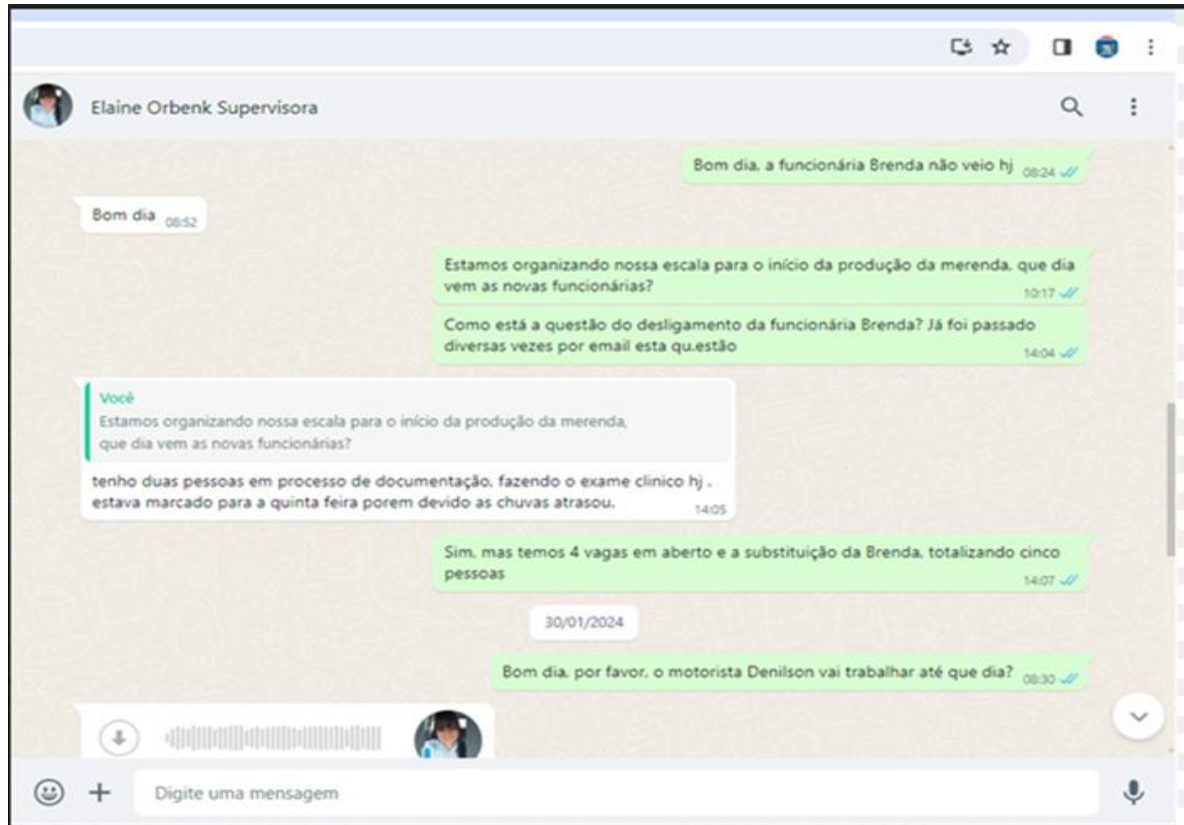 Elaine Orbenk Supervisora
Bom dia, a funcionária Brenda não veio hj 08:24
Bom dia 08:52
Estamos organizando nossa escala para o início da produção da merenda, que dia
vem as novas funcionárias? 10:17
Como está a questão do desligamento da funcionária Brenda? Já foi passado
diversas vezes por email esta qu.estão 14:04
Você
Estamos organizando nossa escala para o início da produção da merenda,
que dia vem as novas funcionárias?
tenho duas pessoas em processo de documentação, fazendo o exame clinico hj .
estava marcado para a quinta feira porem devido as chuvas atrasou. 14:05
Sim, mas temos 4 vagas em aberto e a substituição da Brenda, totalizando cinco
pessoas 14:07
30/01/2024
Bom dia, por favor, o motorista Denilson vai trabalhar até que dia? 08:30
Digite uma mensagem